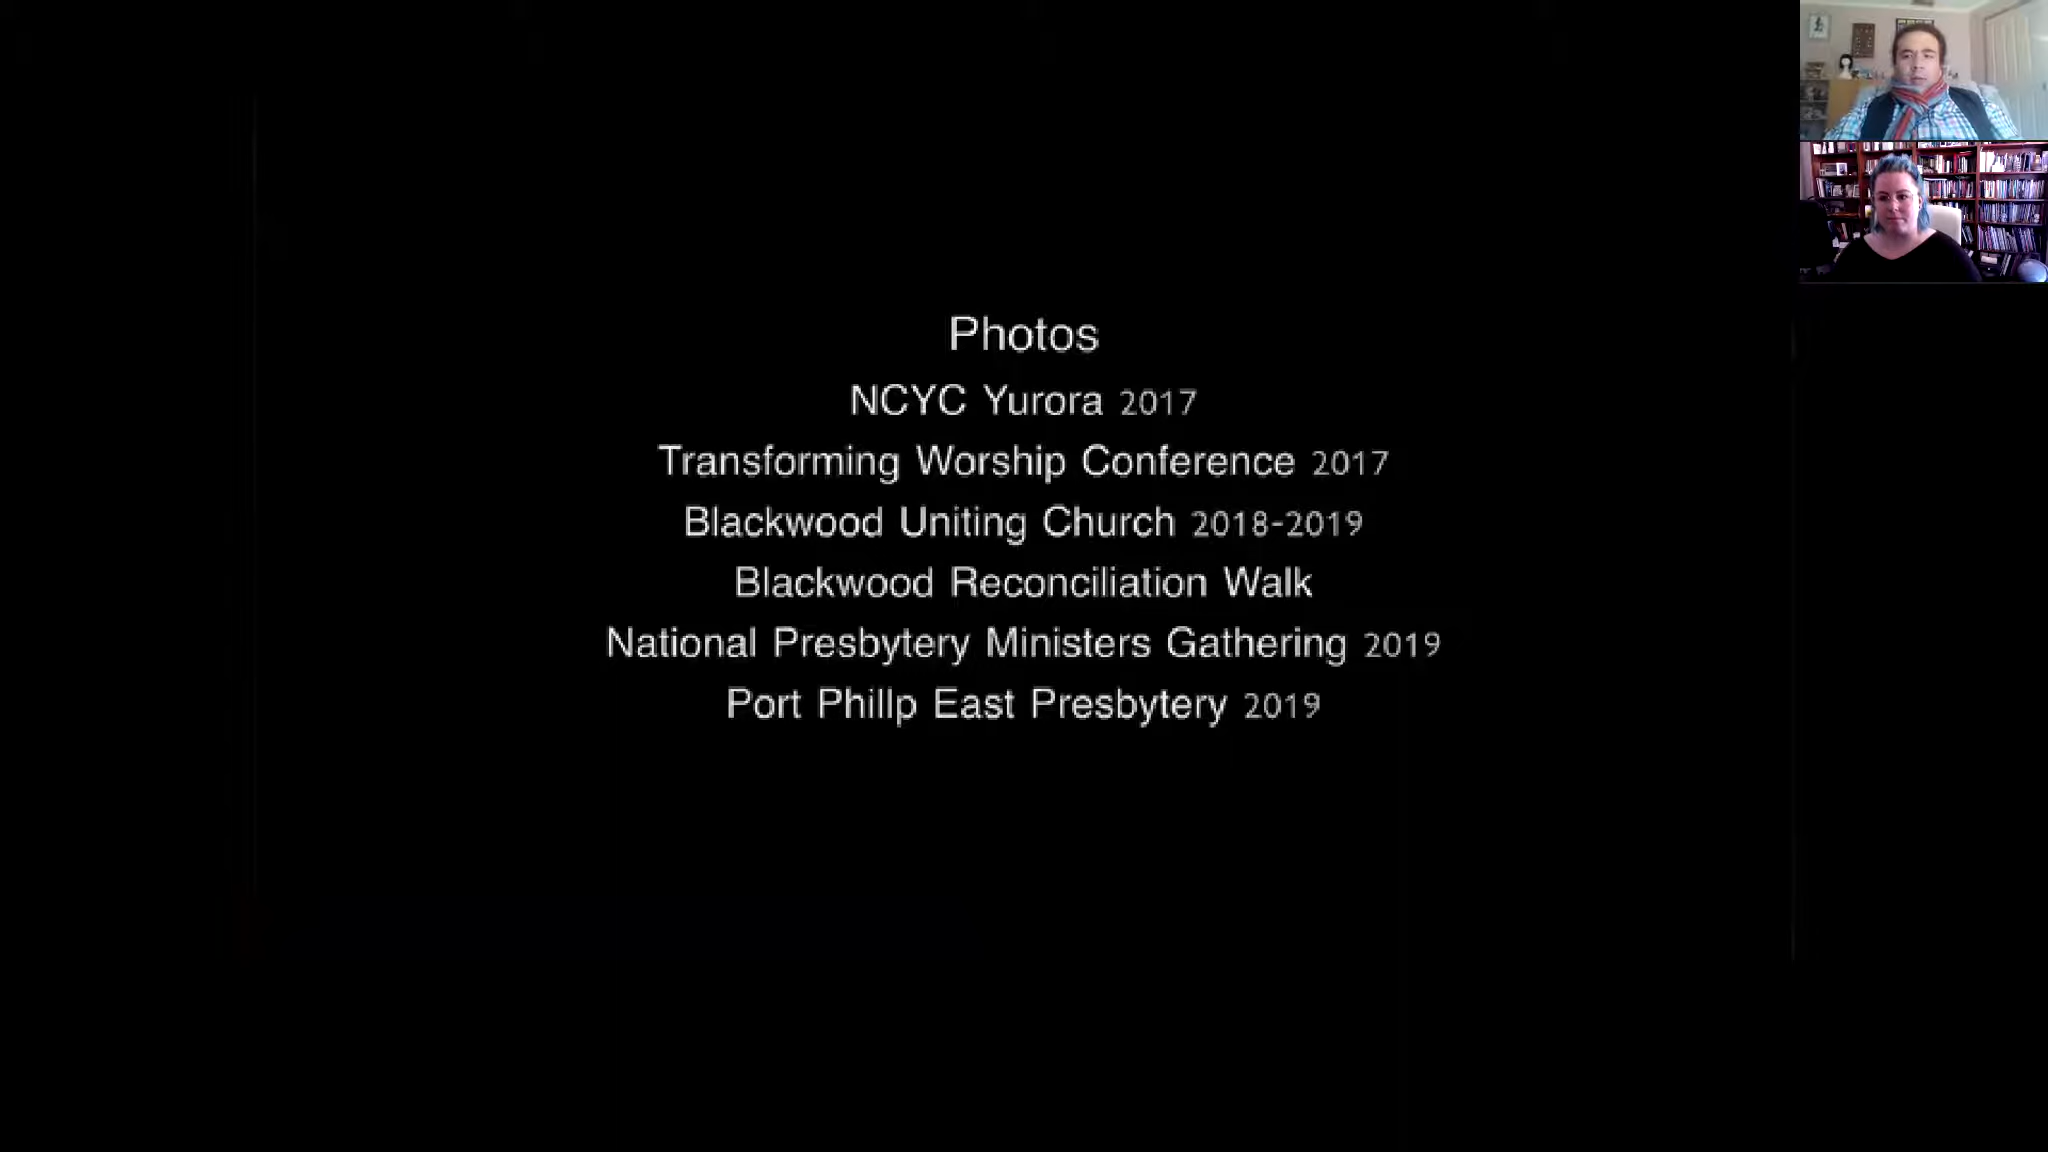 Photos
NCYC Yurora 2017
Transforming Worship Conference 2017
Blackwood Uniting Church 2018-2019
Blackwood Reconciliation Walk
National Presbytery Ministers Gathering 2019
Port Phillp East Presbytery 2019